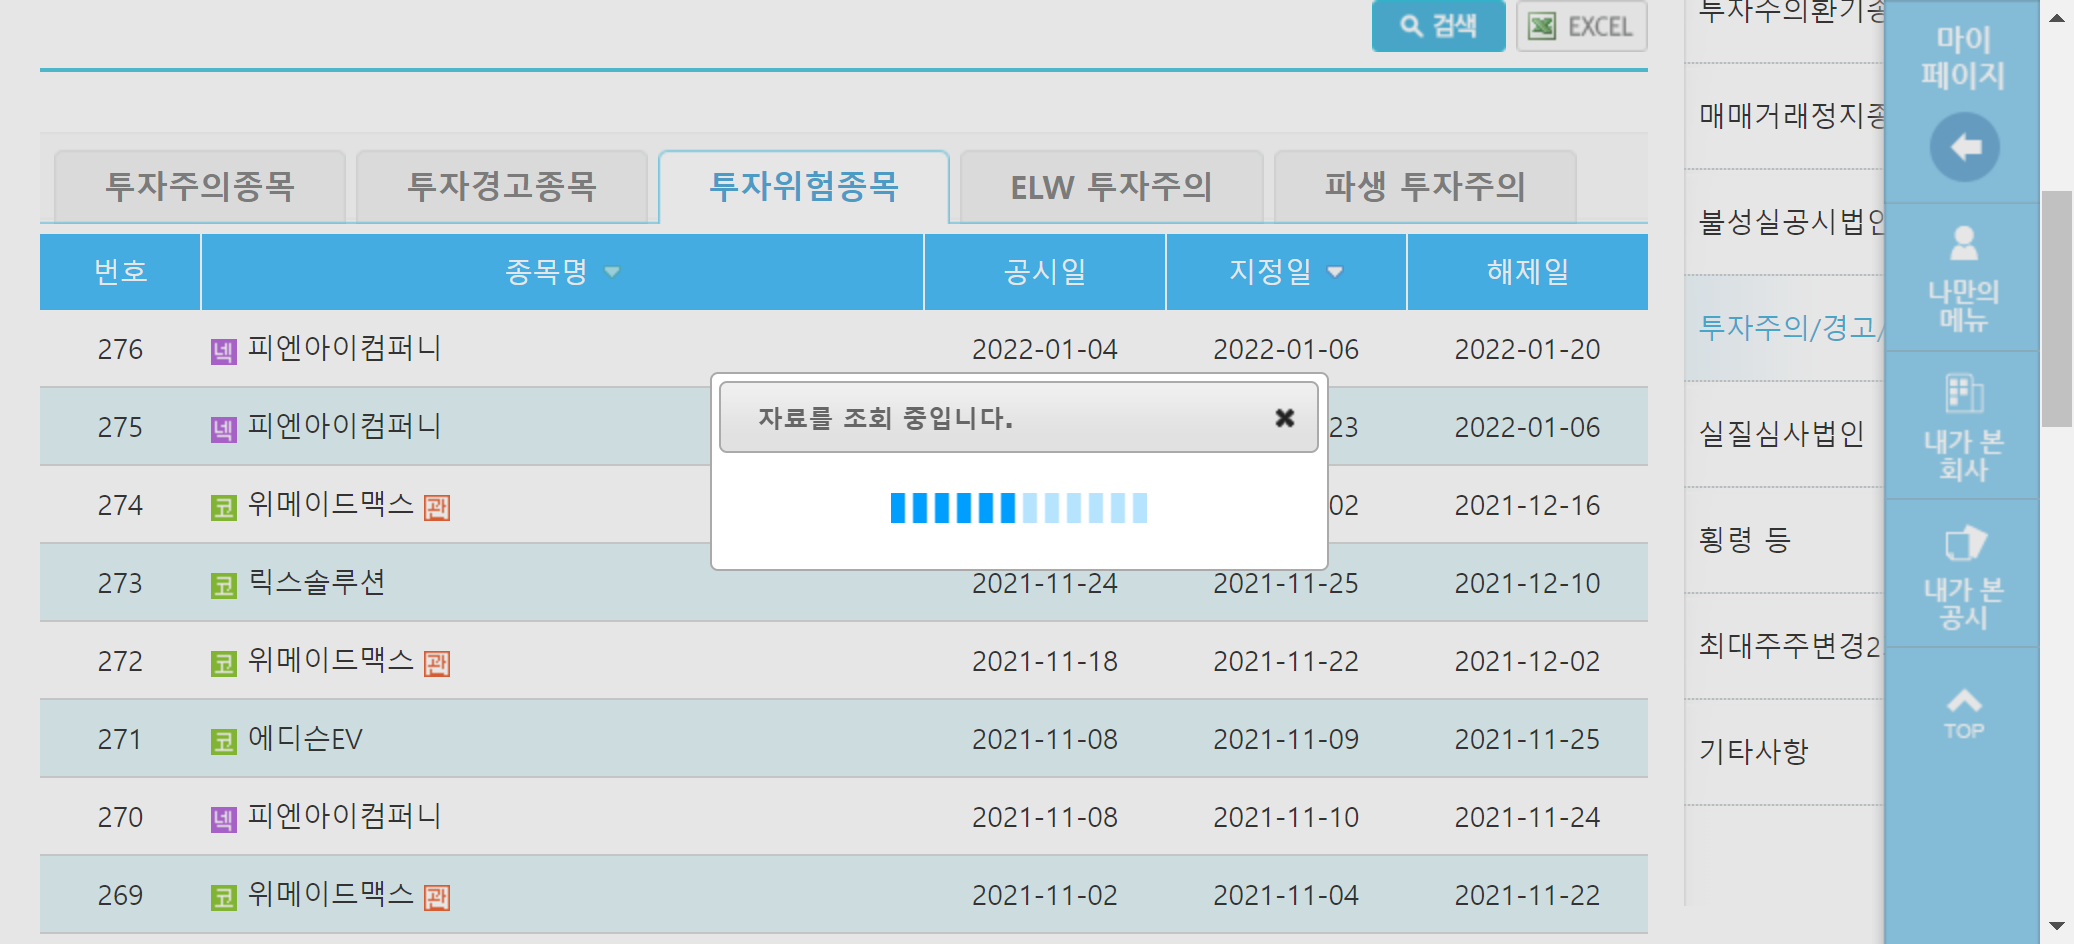 검색
EXCEL
투자주의종목 투자경고종목 투자위험종목 ELW 투자주의 파생 투자주의
번호 종목명 공시일 지정일 해제일
276 넥 피엔아이컴퍼니 2022-01-04 2022-01-06 2022-01-20
275 넥 피엔아이컴퍼니 23 2022-01-06
274 코 위메이드맥스 관 02 2021-12-16
273 코 릭스솔루션 2021-11-24 2021-11-25 2021-12-10
272 코 위메이드맥스 관 2021-11-18 2021-11-22 2021-12-02
271 코 에디슨EV 2021-11-08 2021-11-09 2021-11-25
270 넥 피엔아이컴퍼니 2021-11-08 2021-11-10 2021-11-24
269 코 위메이드맥스 관 2021-11-02 2021-11-04 2021-11-22
자료를 조회 중입니다.
투자주의환기종
매매거래정지종
불성실공시법인
투자주의/경고/
실질심사법인
횡령 등
최대주주변경2
기타사항
마이
페이지
나만의
메뉴
내가 본
회사
내가 본
공시
TOP